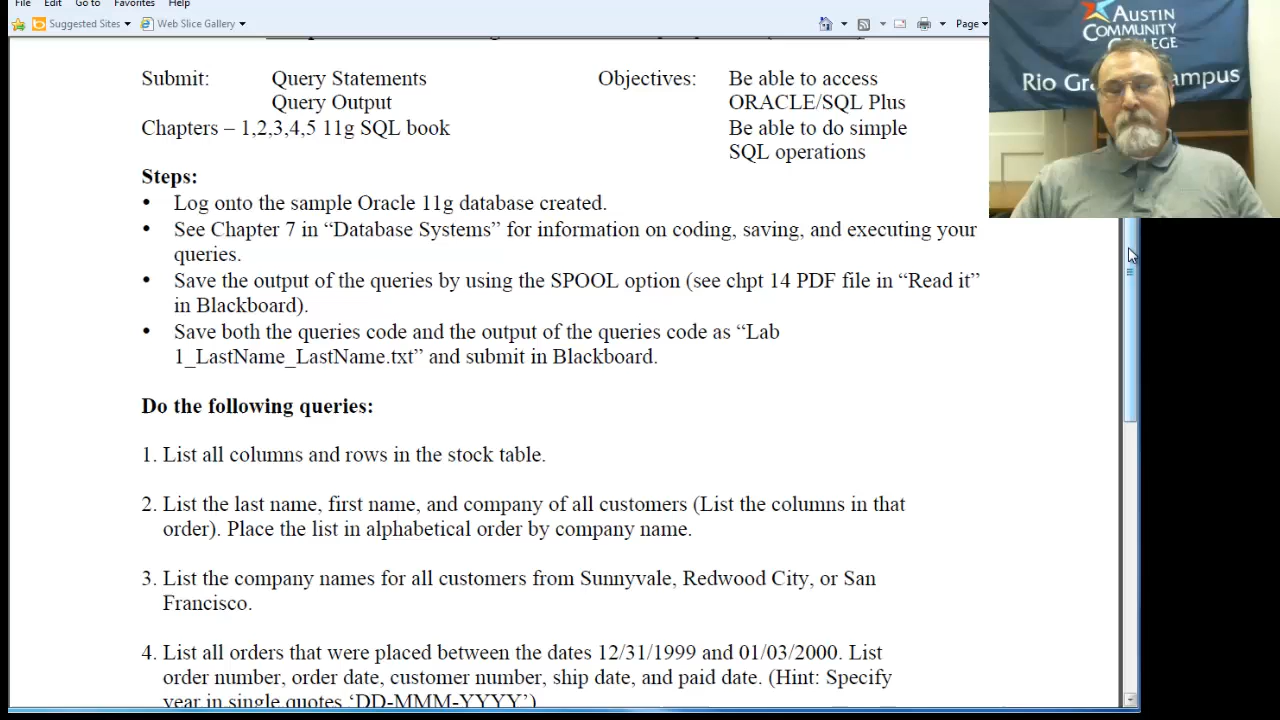 File Edit Go to Favorites Help
Suggested Sites Web Slice Gallery Page
AUSTIN
COMMUNITY
COLLEGE
Rio Gra ampus
Submit: Query Statements Objectives: Be able to access
Query Output ORACLE/SQL Plus
Chapters – 1,2,3,4,5 11g SQL book Be able to do simple
SQL operations
Steps:
• Log onto the sample Oracle 11g database created.
• See Chapter 7 in “Database Systems” for information on coding, saving, and executing your
queries.
• Save the output of the queries by using the SPOOL option (see chpt 14 PDF file in “Read it”
in Blackboard).
• Save both the queries code and the output of the queries code as “Lab
1_LastName_LastName.txt” and submit in Blackboard.
Do the following queries:
1. List all columns and rows in the stock table.
2. List the last name, first name, and company of all customers (List the columns in that
order). Place the list in alphabetical order by company name.
3. List the company names for all customers from Sunnyvale, Redwood City, or San
Francisco.
4. List all orders that were placed between the dates 12/31/1999 and 01/03/2000. List
order number, order date, customer number, ship date, and paid date. (Hint: Specify
year in single quotes ‘DD-MMM-YYYY’)